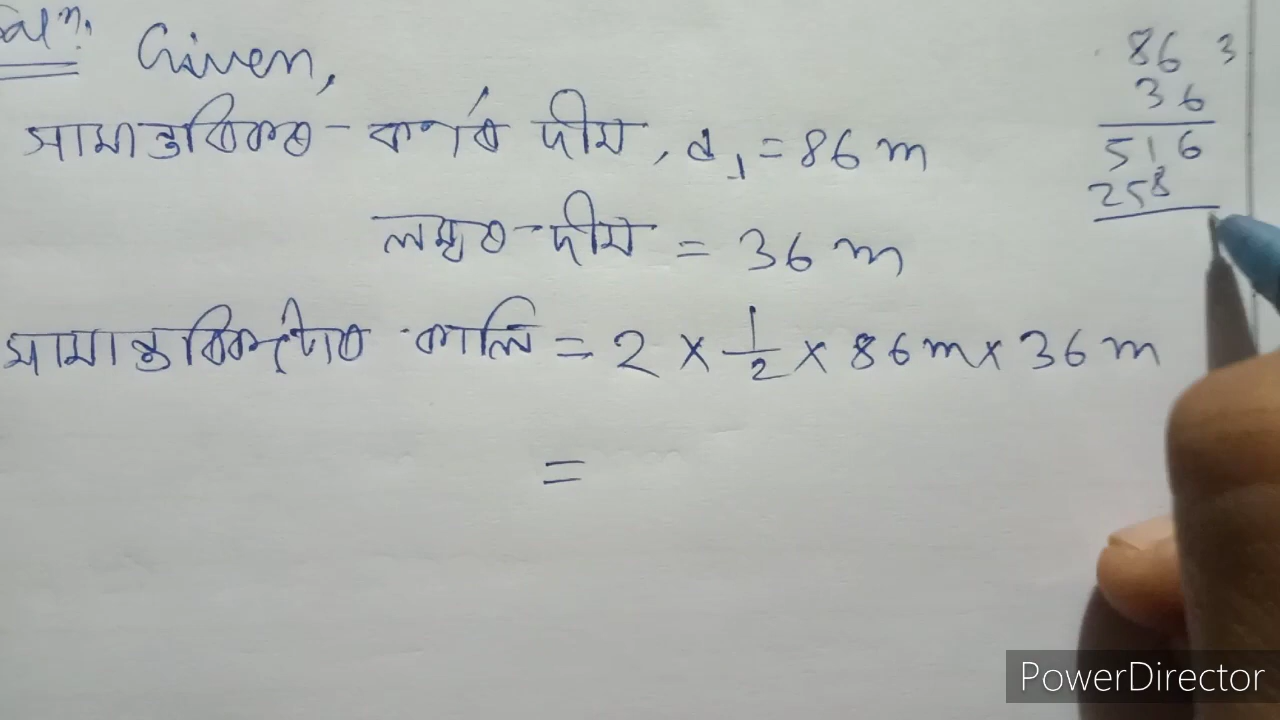 Solⁿ. Given,
সামান্তৰিকৰ কৰ্ণৰ দীঘ, d₁ = 86 m
লম্বৰ দীঘ = 36 m
সামান্তৰিকটোৰ কালি = 2 × 1/2 × 86 m × 36 m
=
86 3
36
516
258
PowerDirector